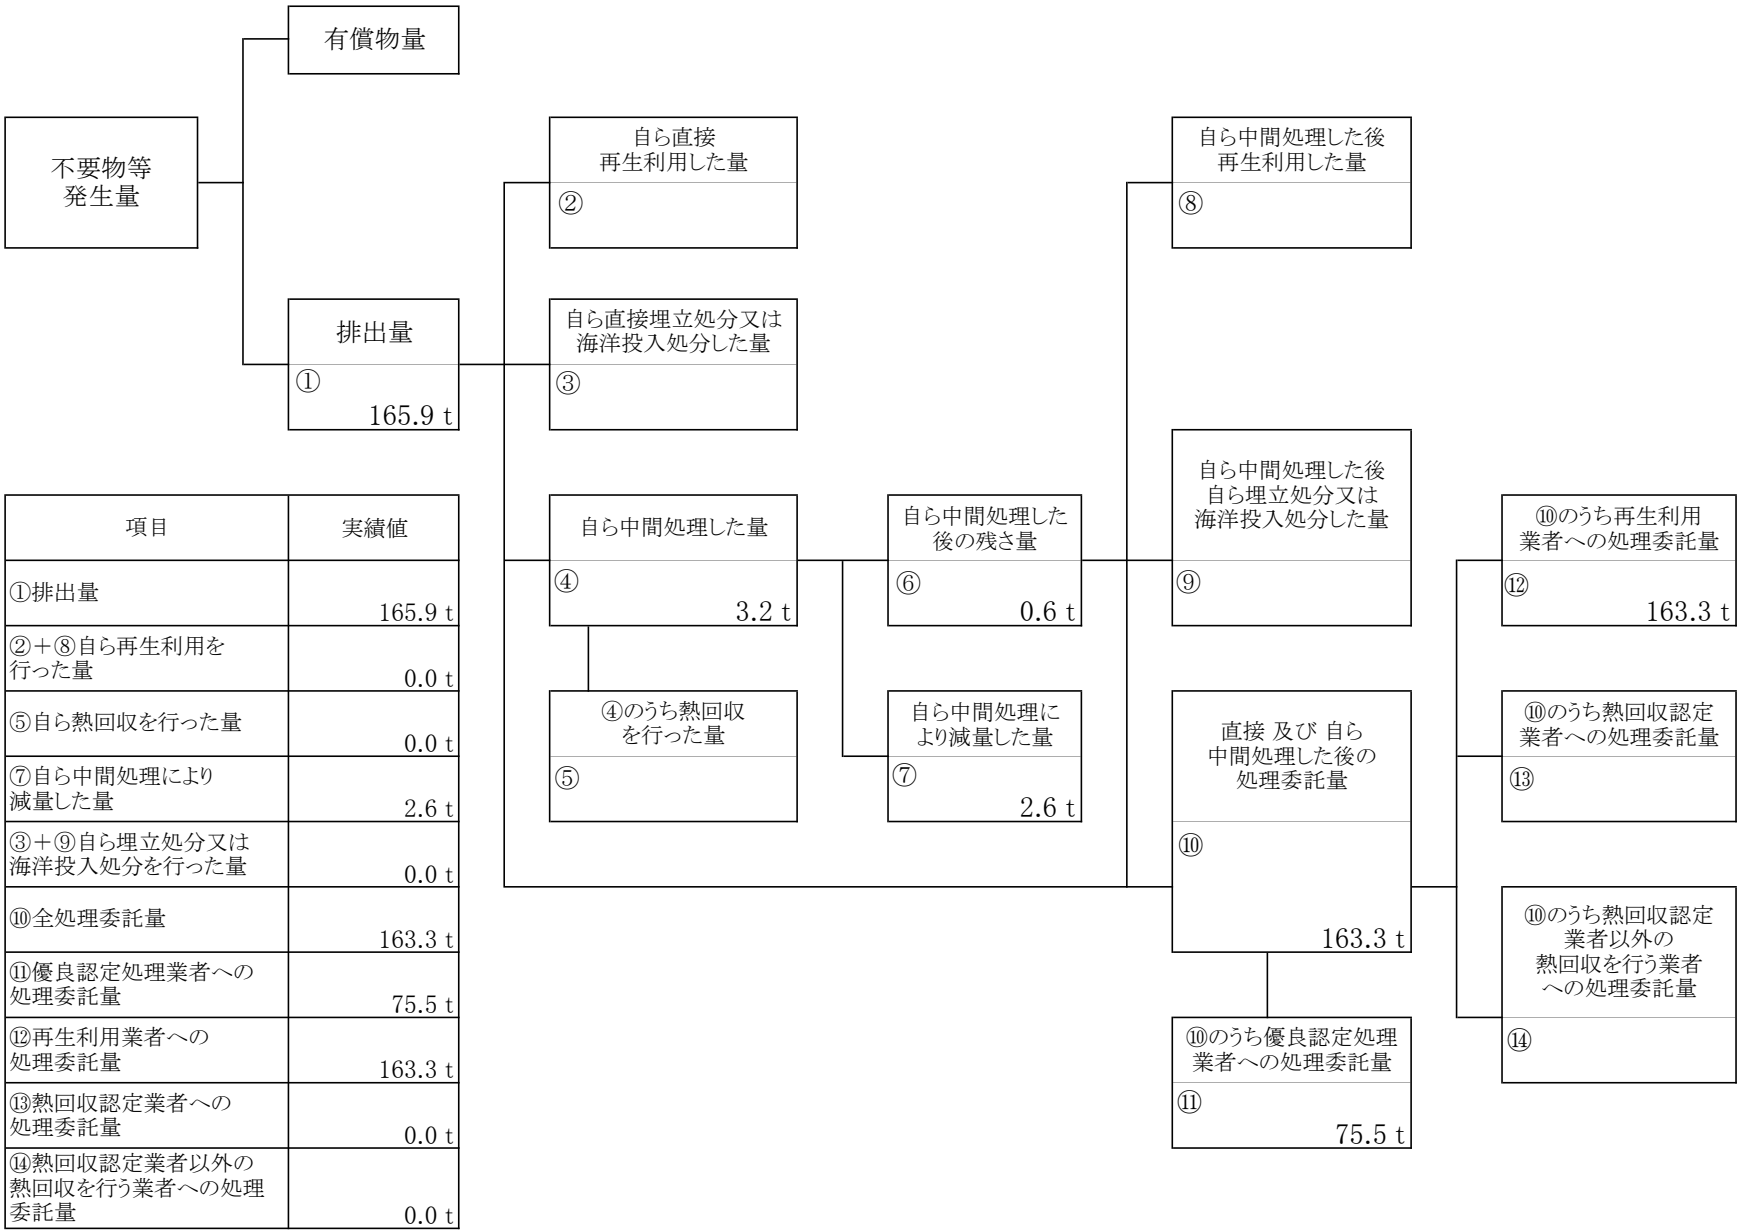 有償物量
不要物等
発生量
排出量
①
165.9 t
自ら直接
再生利用した量
②
自ら直接埋立処分又は
海洋投入処分した量
③
自ら中間処理した量
④
3.2 t
④のうち熱回収
を行った量
⑤
自ら中間処理した
後の残さ量
⑥
0.6 t
自ら中間処理に
より減量した量
⑦
2.6 t
自ら中間処理した後
再生利用した量
⑧
自ら中間処理した後
自ら埋立処分又は
海洋投入処分した量
⑨
直接 及び 自ら
中間処理した後の
処理委託量
⑩
163.3 t
⑩のうち優良認定処理
業者への処理委託量
⑪
75.5 t
⑩のうち再生利用
業者への処理委託量
⑫
163.3 t
⑩のうち熱回収認定
業者への処理委託量
⑬
⑩のうち熱回収認定
業者以外の
熱回収を行う業者
への処理委託量
⑭
項目 実績値
①排出量
165.9 t
②+⑧自ら再生利用を
行った量
0.0 t
⑤自ら熱回収を行った量
0.0 t
⑦自ら中間処理により
減量した量
2.6 t
③+⑨自ら埋立処分又は
海洋投入処分を行った量
0.0 t
⑩全処理委託量
163.3 t
⑪優良認定処理業者への
処理委託量
75.5 t
⑫再生利用業者への
処理委託量
163.3 t
⑬熱回収認定業者への
処理委託量
0.0 t
⑭熱回収認定業者以外の
熱回収を行う業者への処理
委託量
0.0 t